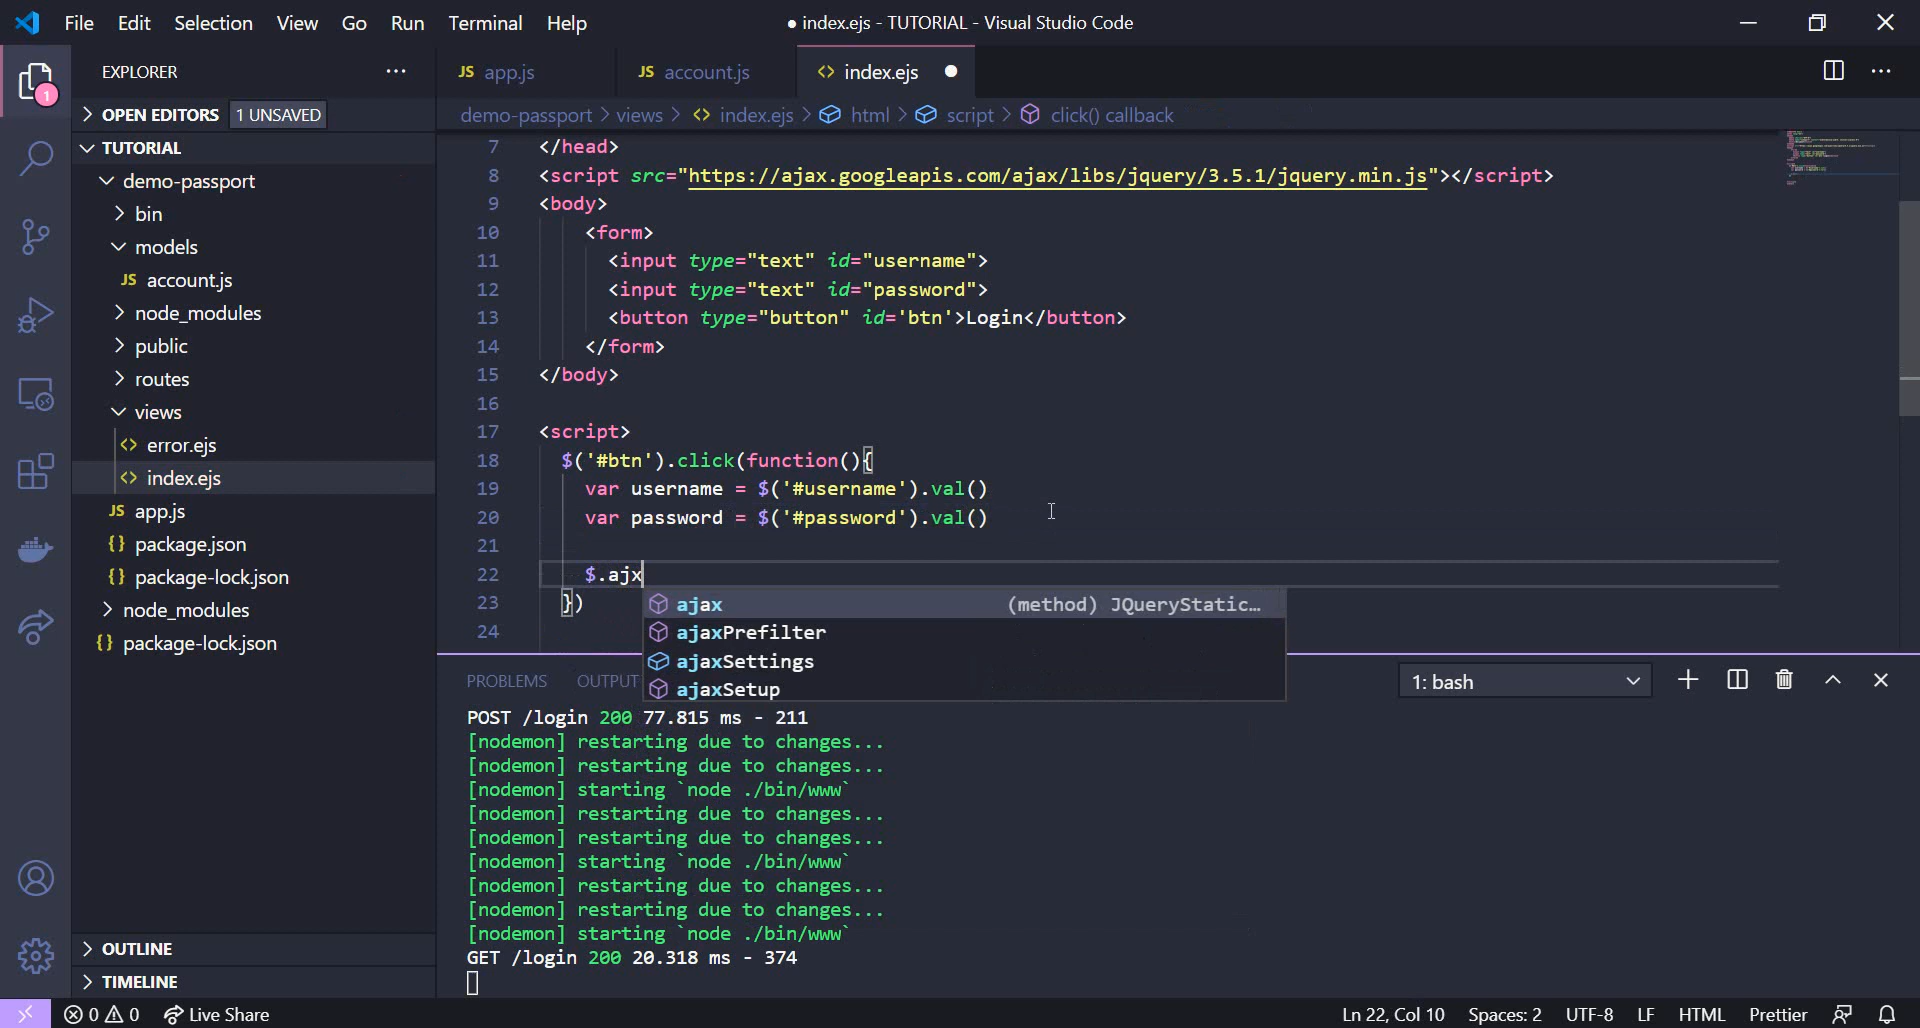 File Edit Selection View Go Run Terminal Help
● index.ejs - TUTORIAL - Visual Studio Code
1
EXPLORER ···
OPEN EDITORS 1 UNSAVED
TUTORIAL
demo-passport
bin
models
JS account.js
node_modules
public
routes
views
<> error.ejs
<> index.ejs
JS app.js
{} package.json
{} package-lock.json
node_modules
{} package-lock.json
OUTLINE
TIMELINE
JS app.js JS account.js <> index.ejs ●
demo-passport > views > <> index.ejs > html > script > click() callback
7 </head>
8 <script src="https://ajax.googleapis.com/ajax/libs/jquery/3.5.1/jquery.min.js"></script>
9 <body>
10 <form>
11 <input type="text" id="username">
12 <input type="text" id="password">
13 <button type="button" id='btn'>Login</button>
14 </form>
15 </body>
16
17 <script>
18 $('#btn').click(function(){
19 var username = $('#username').val()
20 var password = $('#password').val()
21
22 $.ajx
23 })
24
ajax (method) JQueryStatic…
ajaxPrefilter
ajaxSettings
ajaxSetup
PROBLEMS OUTPUT 1: bash
POST /login 200 77.815 ms - 211
[nodemon] restarting due to changes...
[nodemon] restarting due to changes...
[nodemon] starting `node ./bin/www`
[nodemon] restarting due to changes...
[nodemon] restarting due to changes...
[nodemon] starting `node ./bin/www`
[nodemon] restarting due to changes...
[nodemon] restarting due to changes...
[nodemon] starting `node ./bin/www`
GET /login 200 20.318 ms - 374
0 0 Live Share Ln 22, Col 10 Spaces: 2 UTF-8 LF HTML Prettier